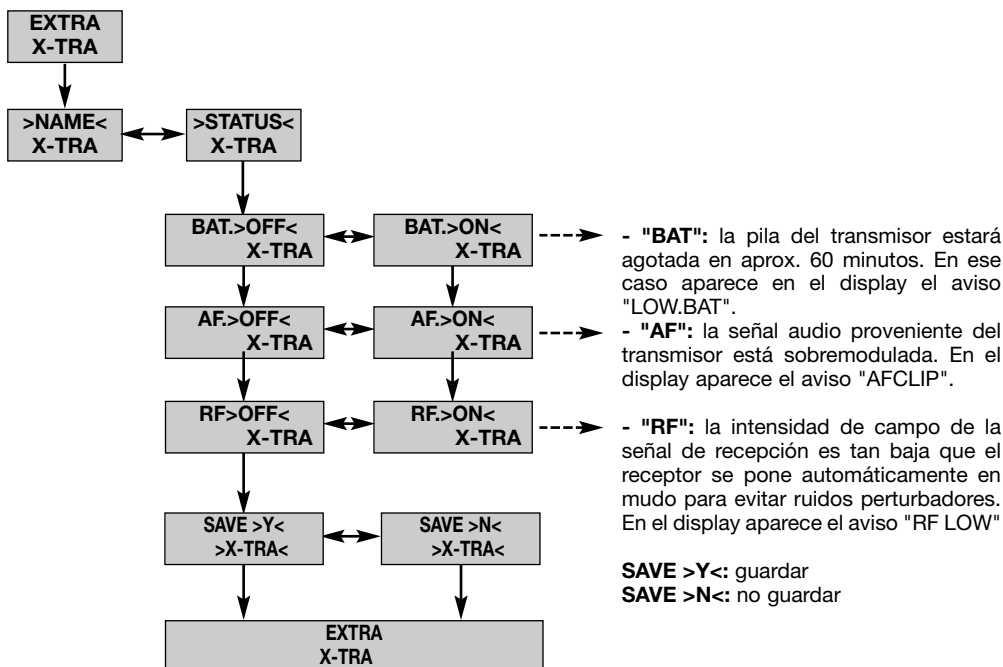 EXTRA
X-TRA
>NAME<
X-TRA
>STATUS<
X-TRA
BAT.>OFF<
X-TRA
BAT.>ON<
X-TRA
- "BAT": la pila del transmisor estará
agotada en aprox. 60 minutos. En ese
caso aparece en el display el aviso
"LOW.BAT".
AF.>OFF<
X-TRA
AF.>ON<
X-TRA
- "AF": la señal audio proveniente del
transmisor está sobremodulada. En el
display aparece el aviso "AFCLIP".
RF>OFF<
X-TRA
RF.>ON<
X-TRA
- "RF": la intensidad de campo de la
señal de recepción es tan baja que el
receptor se pone automáticamente en
mudo para evitar ruidos perturbadores.
En el display aparece el aviso "RF LOW"
SAVE >Y<
>X-TRA<
SAVE >N<
>X-TRA<
SAVE >Y<: guardar
SAVE >N<: no guardar
EXTRA
X-TRA